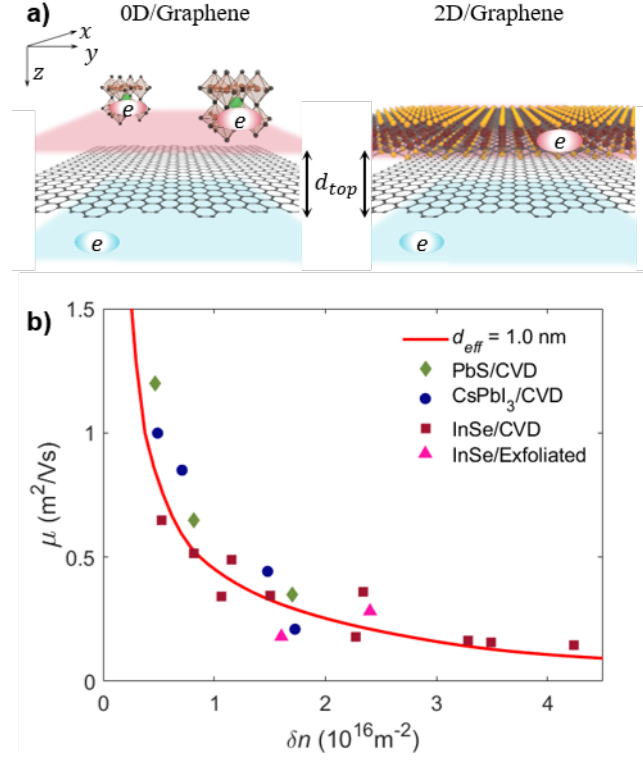 a)
0D/Graphene
2D/Graphene
x
y
z
e
e
e
d_top
e
e
b)
1.5
1
0.5
0
0
1
2
3
4
μ (m²/Vs)
δn (10¹⁶m⁻²)
d_eff = 1.0 nm
PbS/CVD
CsPbI₃/CVD
InSe/CVD
InSe/Exfoliated